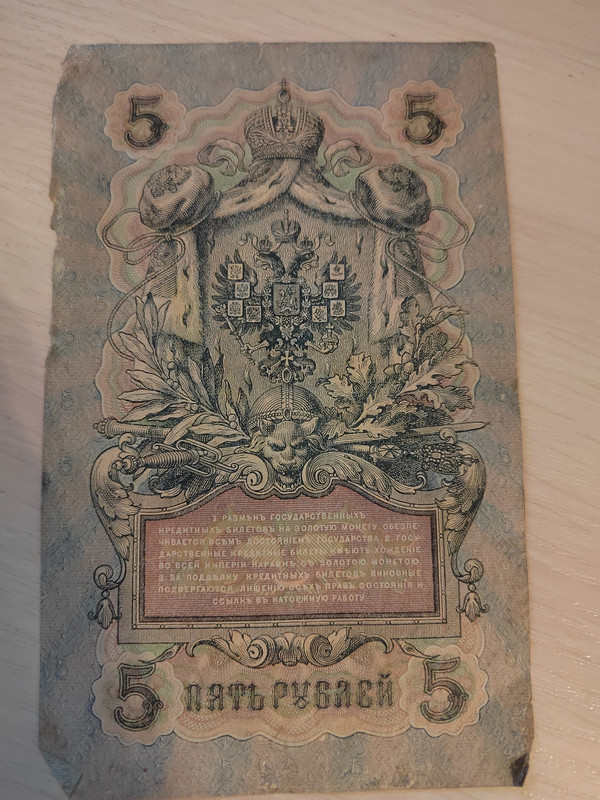 5 5
1. РАЗМѢНЪ ГОСУДАРСТВЕННЫХЪ
КРЕДИТНЫХЪ БИЛЕТОВЪ НА ЗОЛОТУЮ МОНЕТУ ОБЕЗПЕ-
ЧИВАЕТСЯ ВСѢМЪ ДОСТОЯНІЕМЪ ГОСУДАРСТВА. 2. ГОСУ-
ДАРСТВЕННЫЕ КРЕДИТНЫЕ БИЛЕТЫ ИМѢЮТЪ ХОЖДЕНІЕ
ВО ВСЕЙ ИМПЕРІИ НАРАВНѢ СЪ ЗОЛОТОЮ МОНЕТОЮ.
3. ЗА ПОДДѢЛКУ КРЕДИТНЫХЪ БИЛЕТОВЪ ВИНОВНЫЕ
ПОДВЕРГАЮТСЯ ЛИШЕНІЮ ВСѢХЪ ПРАВЪ СОСТОЯНІЯ И
ССЫЛКѢ ВЪ КАТОРЖНУЮ РАБОТУ.
5 ПЯТЬ РУБЛЕЙ 5